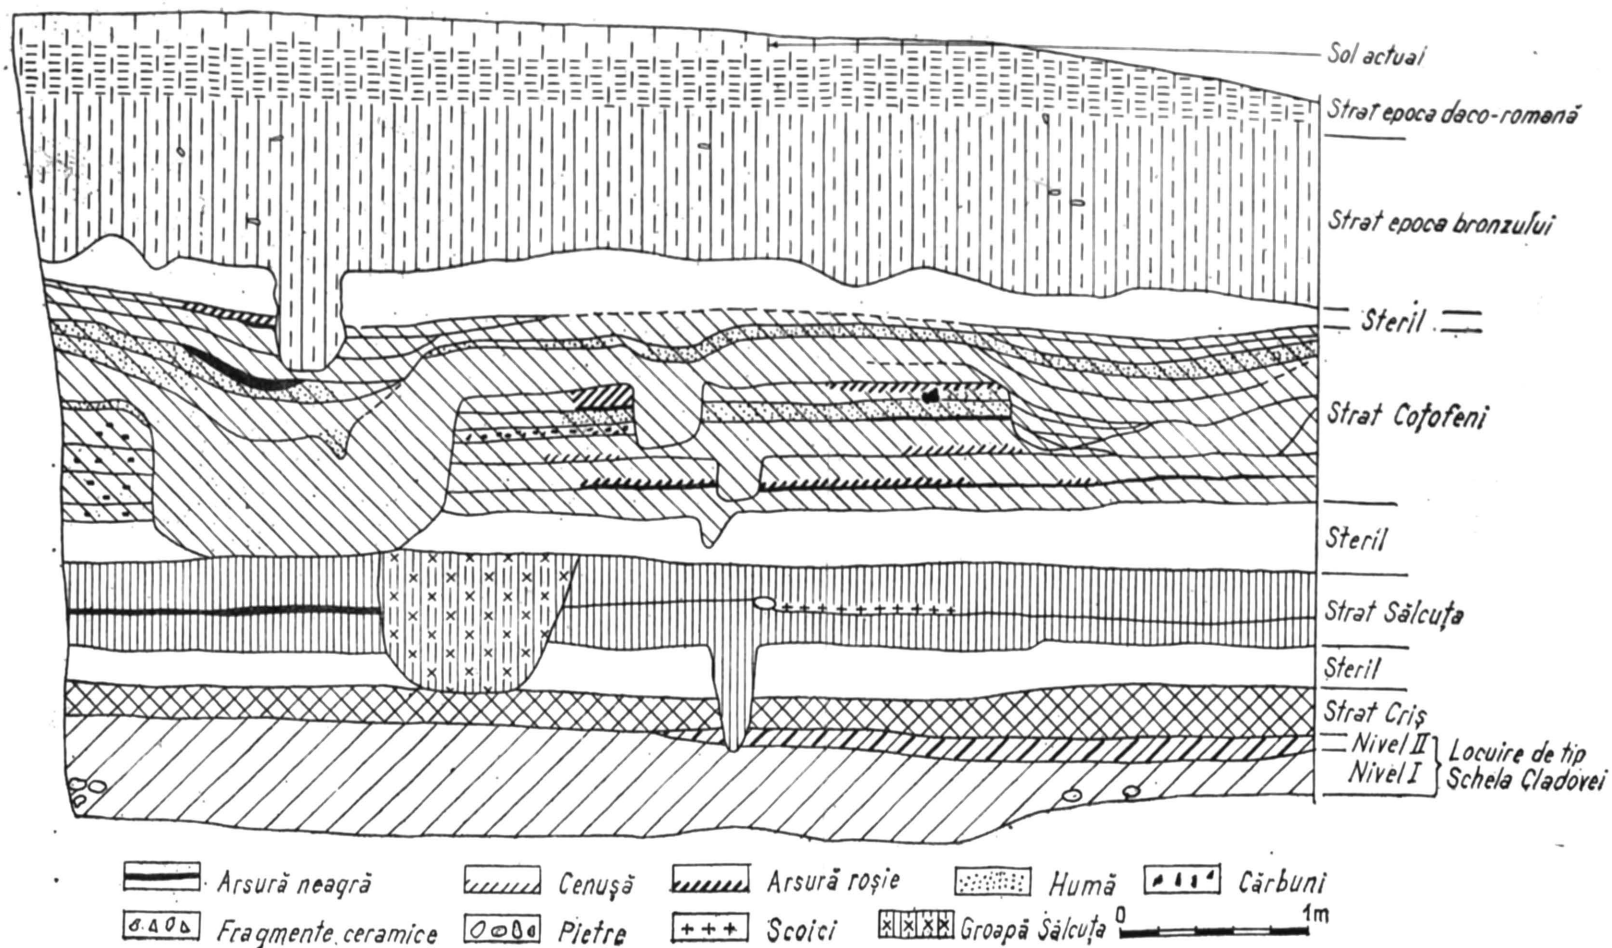 Sol actual
Strat epoca daco-romană
Strat epoca bronzului
Steril
Strat Coțofeni
Steril
Strat Sălcuța
Steril
Strat Criș
Nivel II
Nivel I
Locuire de tip
Schela Cladovei
Arsură neagră
Cenușă
Arsură roșie
Humă
Cărbuni
Fragmente ceramice
Pietre
Scoici
Groapă Sălcuța
0 1m